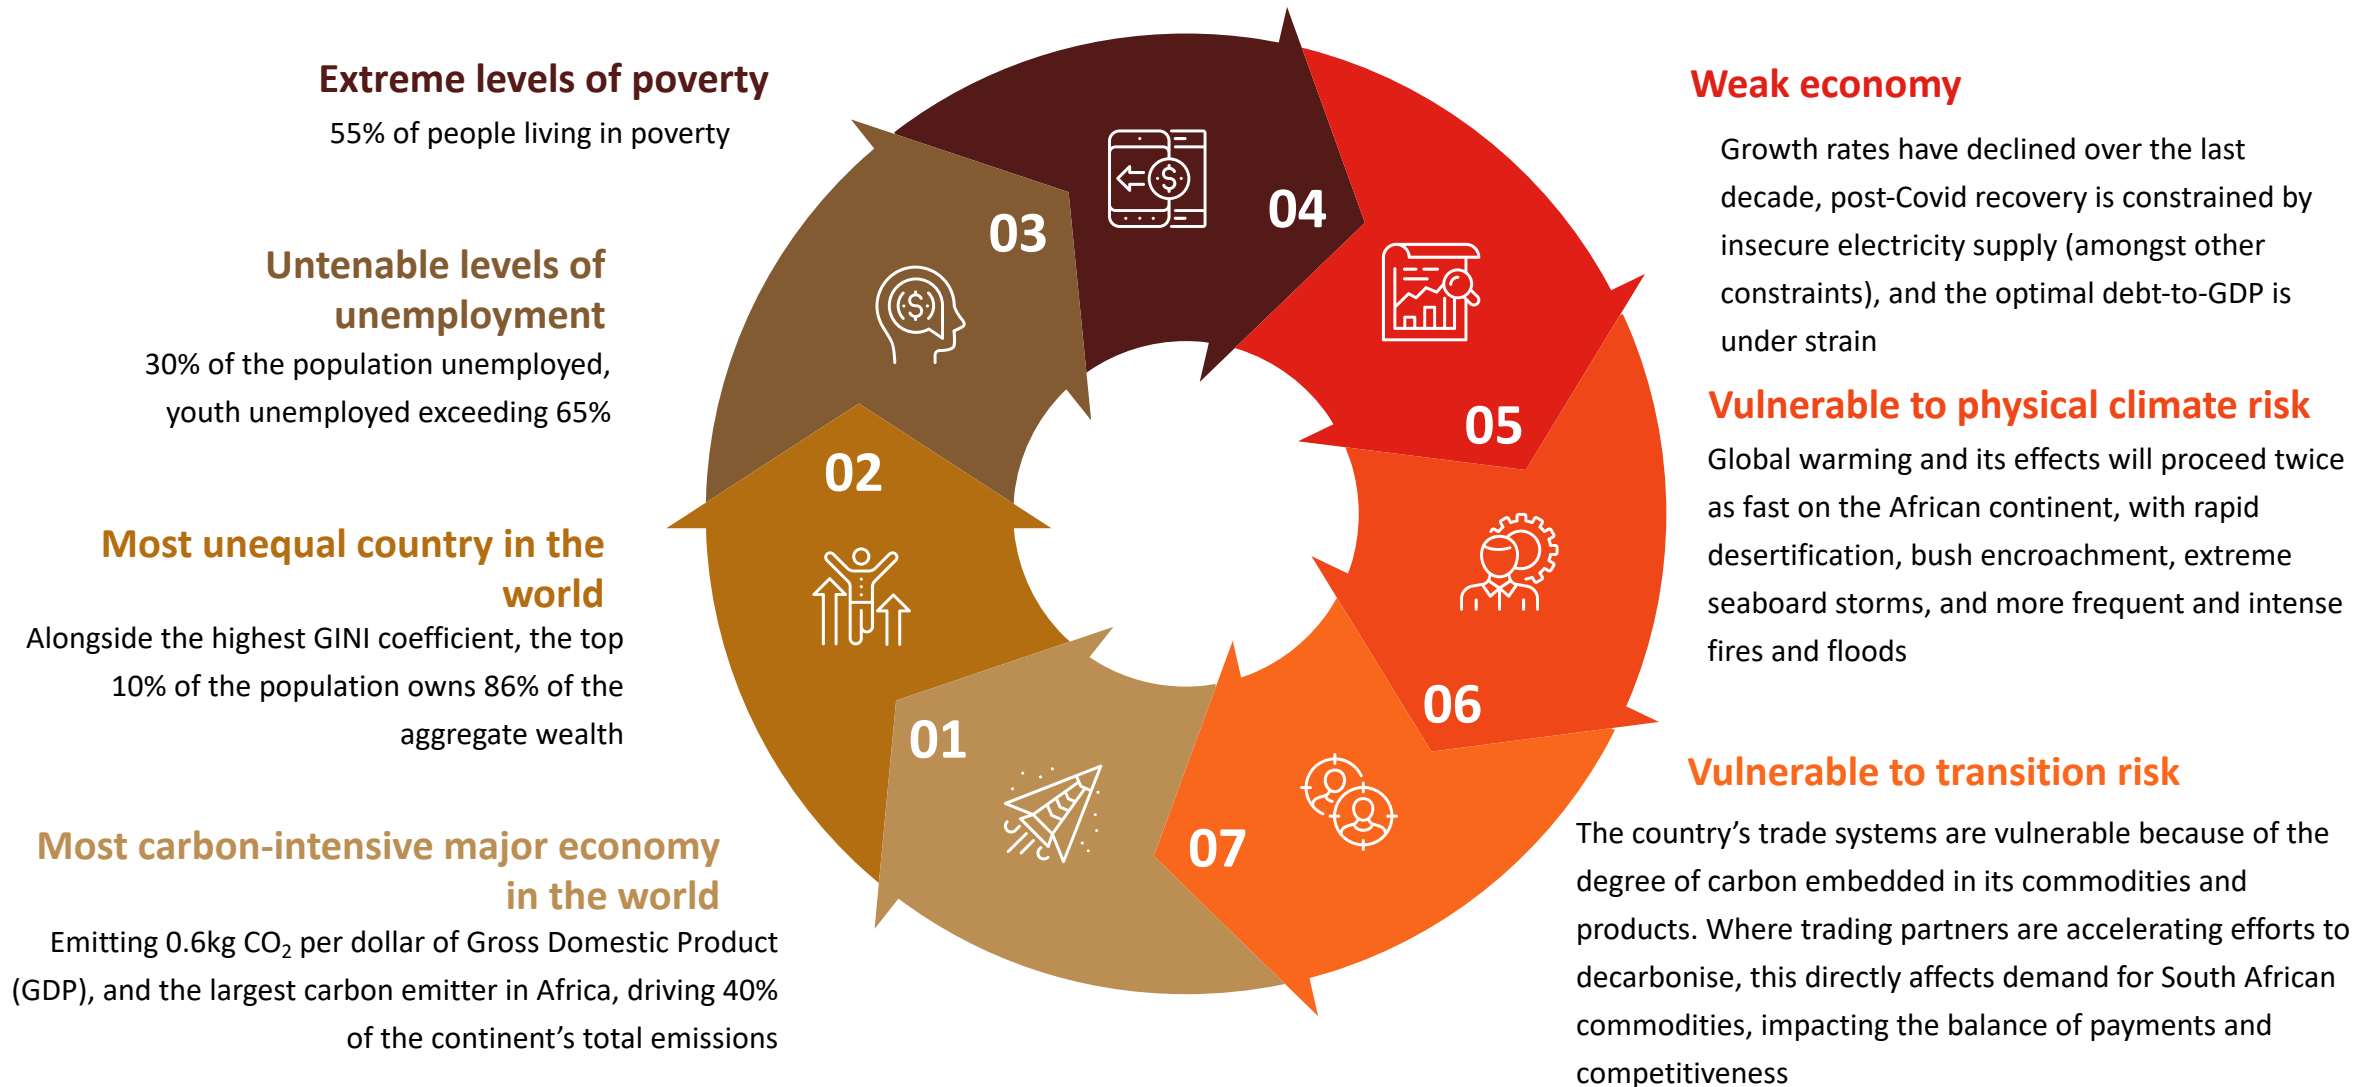 Extreme levels of poverty
55% of people living in poverty
Untenable levels of
unemployment
30% of the population unemployed,
youth unemployed exceeding 65%
Most unequal country in the
world
Alongside the highest GINI coefficient, the top
10% of the population owns 86% of the
aggregate wealth
Most carbon-intensive major economy
in the world
Emitting 0.6kg CO₂ per dollar of Gross Domestic Product
(GDP), and the largest carbon emitter in Africa, driving 40%
of the continent’s total emissions
01
02
03
04
05
06
07
Weak economy
Growth rates have declined over the last
decade, post-Covid recovery is constrained by
insecure electricity supply (amongst other
constraints), and the optimal debt-to-GDP is
under strain
Vulnerable to physical climate risk
Global warming and its effects will proceed twice
as fast on the African continent, with rapid
desertification, bush encroachment, extreme
seaboard storms, and more frequent and intense
fires and floods
Vulnerable to transition risk
The country’s trade systems are vulnerable because of the
degree of carbon embedded in its commodities and
products. Where trading partners are accelerating efforts to
decarbonise, this directly affects demand for South African
commodities, impacting the balance of payments and
competitiveness